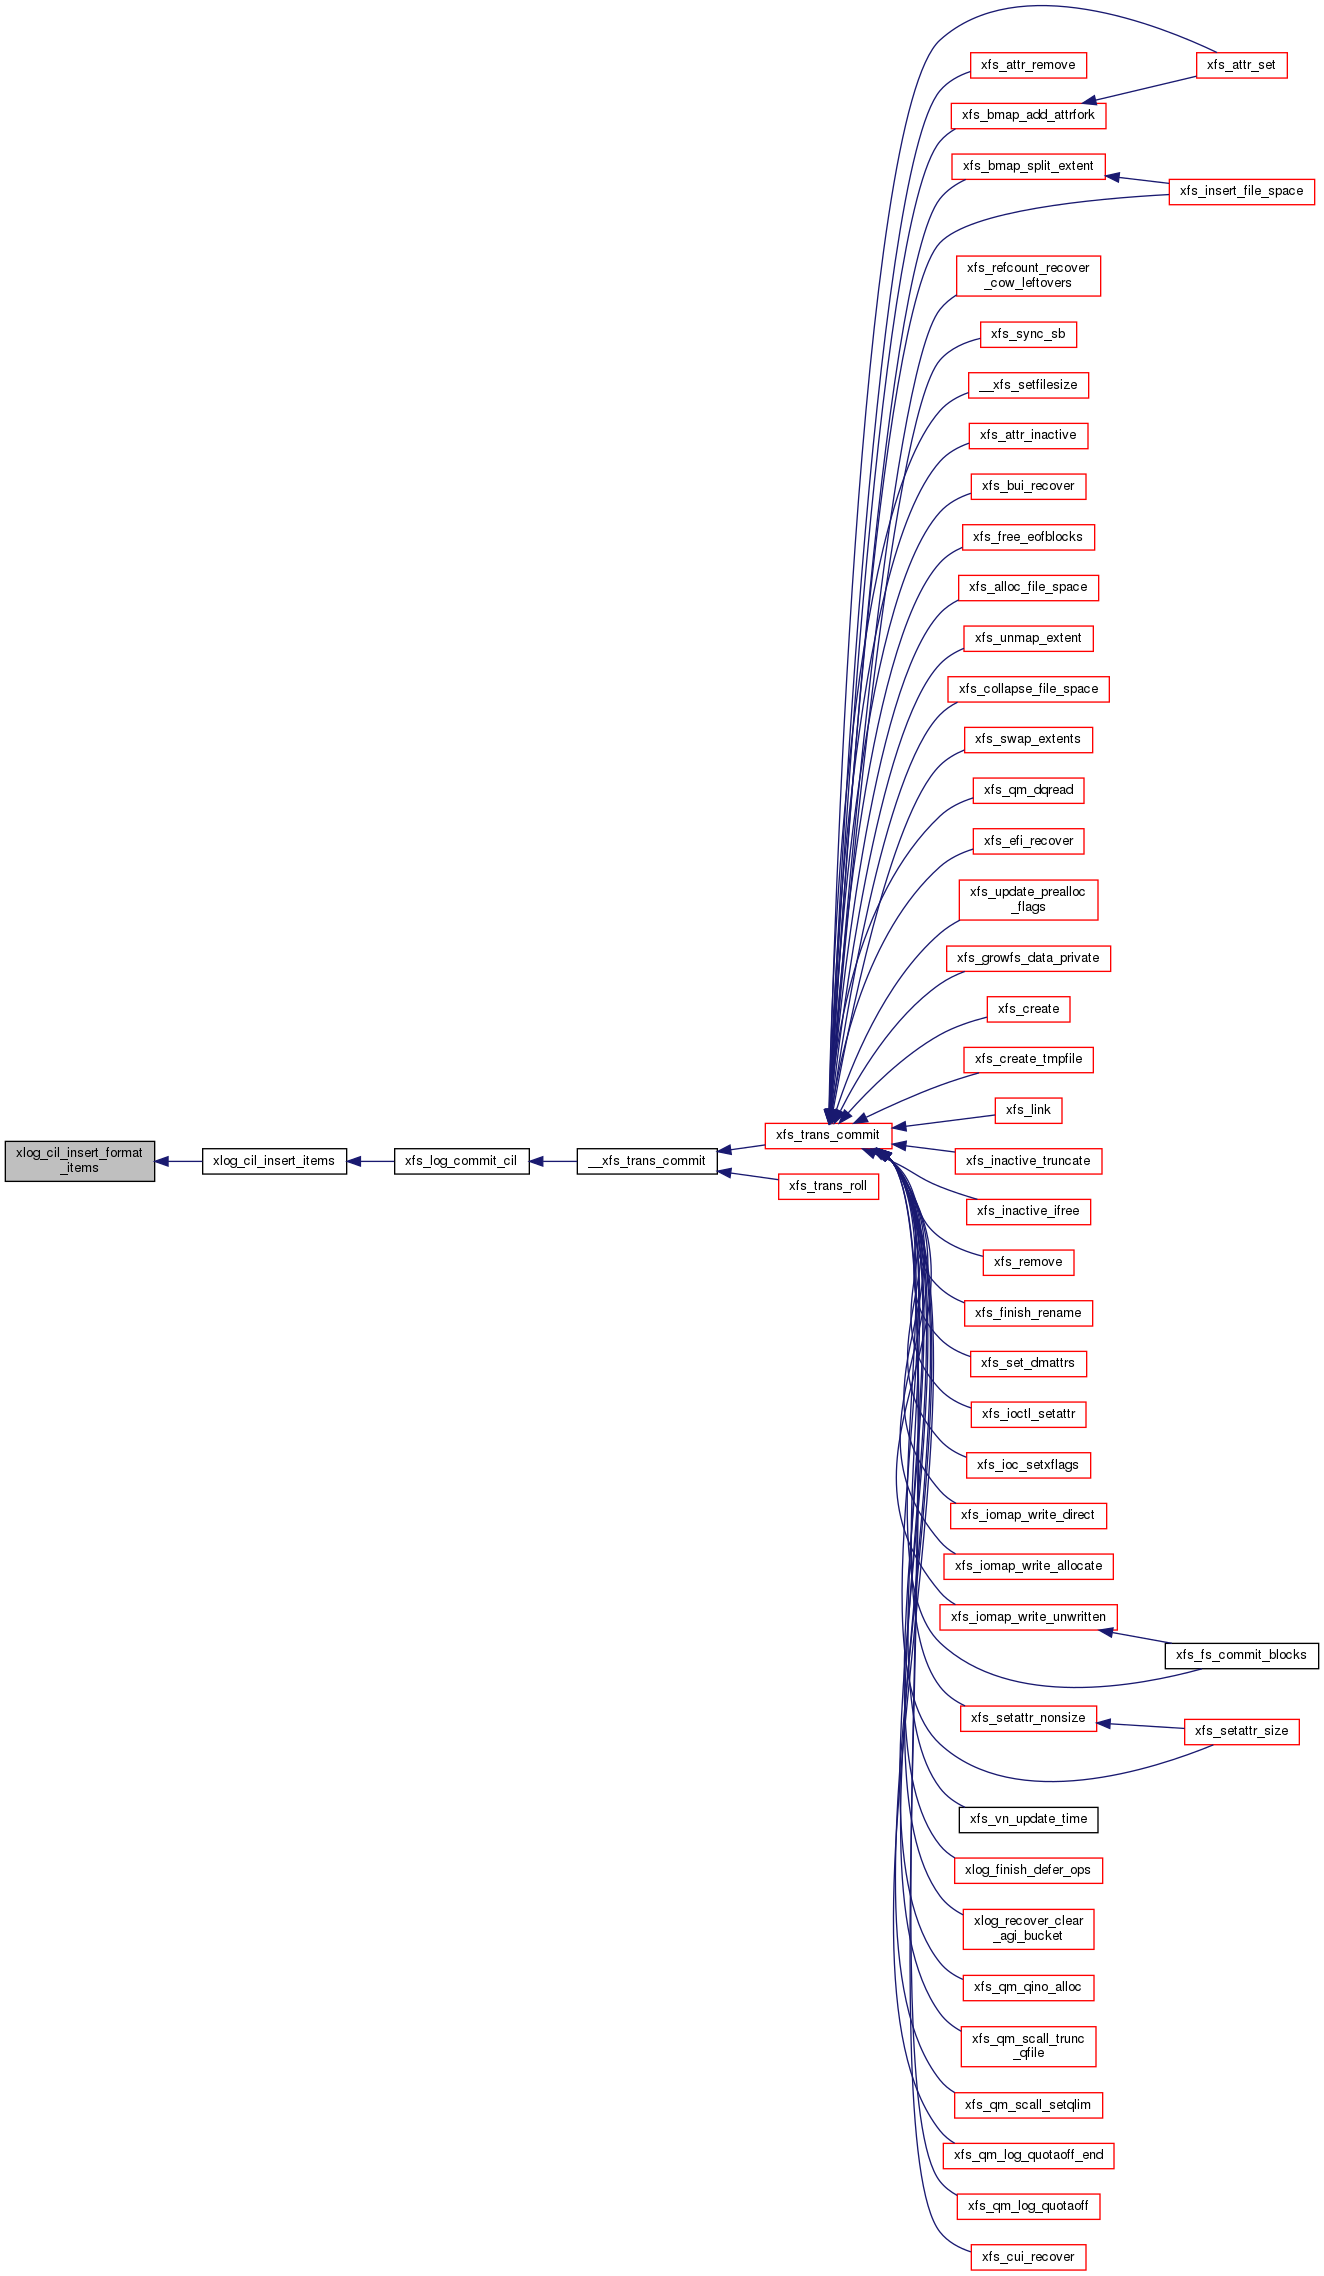 xfs_attr_set
xfs_attr_remove
xfs_bmap_add_attrfork
xfs_bmap_split_extent
xfs_insert_file_space
xfs_refcount_recover
_cow_leftovers
xfs_sync_sb
__xfs_setfilesize
xfs_attr_inactive
xfs_bui_recover
xfs_free_eofblocks
xfs_alloc_file_space
xfs_unmap_extent
xfs_collapse_file_space
xfs_swap_extents
xfs_qm_dqread
xfs_efi_recover
xfs_update_prealloc
_flags
xfs_growfs_data_private
xfs_create
xfs_create_tmpfile
xfs_link
xlog_cil_insert_format
_items
xlog_cil_insert_items
xfs_log_commit_cil
__xfs_trans_commit
xfs_trans_commit
xfs_trans_roll
xfs_inactive_truncate
xfs_inactive_ifree
xfs_remove
xfs_finish_rename
xfs_set_dmattrs
xfs_ioctl_setattr
xfs_ioc_setxflags
xfs_iomap_write_direct
xfs_iomap_write_allocate
xfs_iomap_write_unwritten
xfs_fs_commit_blocks
xfs_setattr_nonsize
xfs_setattr_size
xfs_vn_update_time
xlog_finish_defer_ops
xlog_recover_clear
_agi_bucket
xfs_qm_qino_alloc
xfs_qm_scall_trunc
_qfile
xfs_qm_scall_setqlim
xfs_qm_log_quotaoff_end
xfs_qm_log_quotaoff
xfs_cui_recover